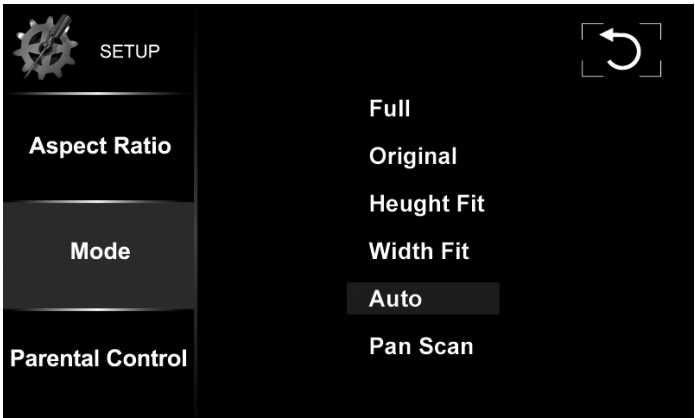 SETUP
Aspect Ratio
Mode
Parental Control
Full
Original
Heught Fit
Width Fit
Auto
Pan Scan